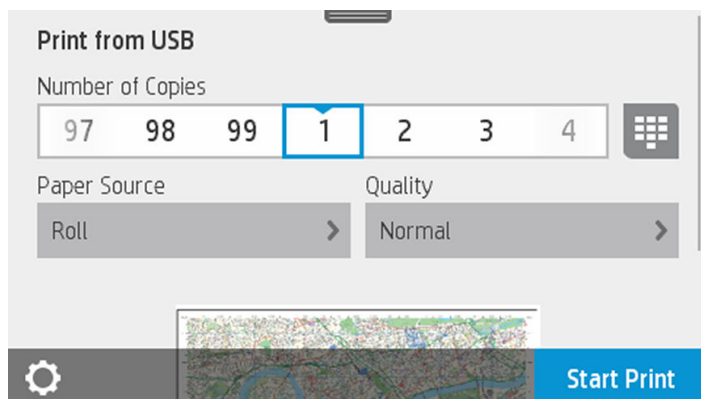 Print from USB
Number of Copies
97 98 99 1 2 3 4
Paper Source Quality
Roll Normal
Start Print